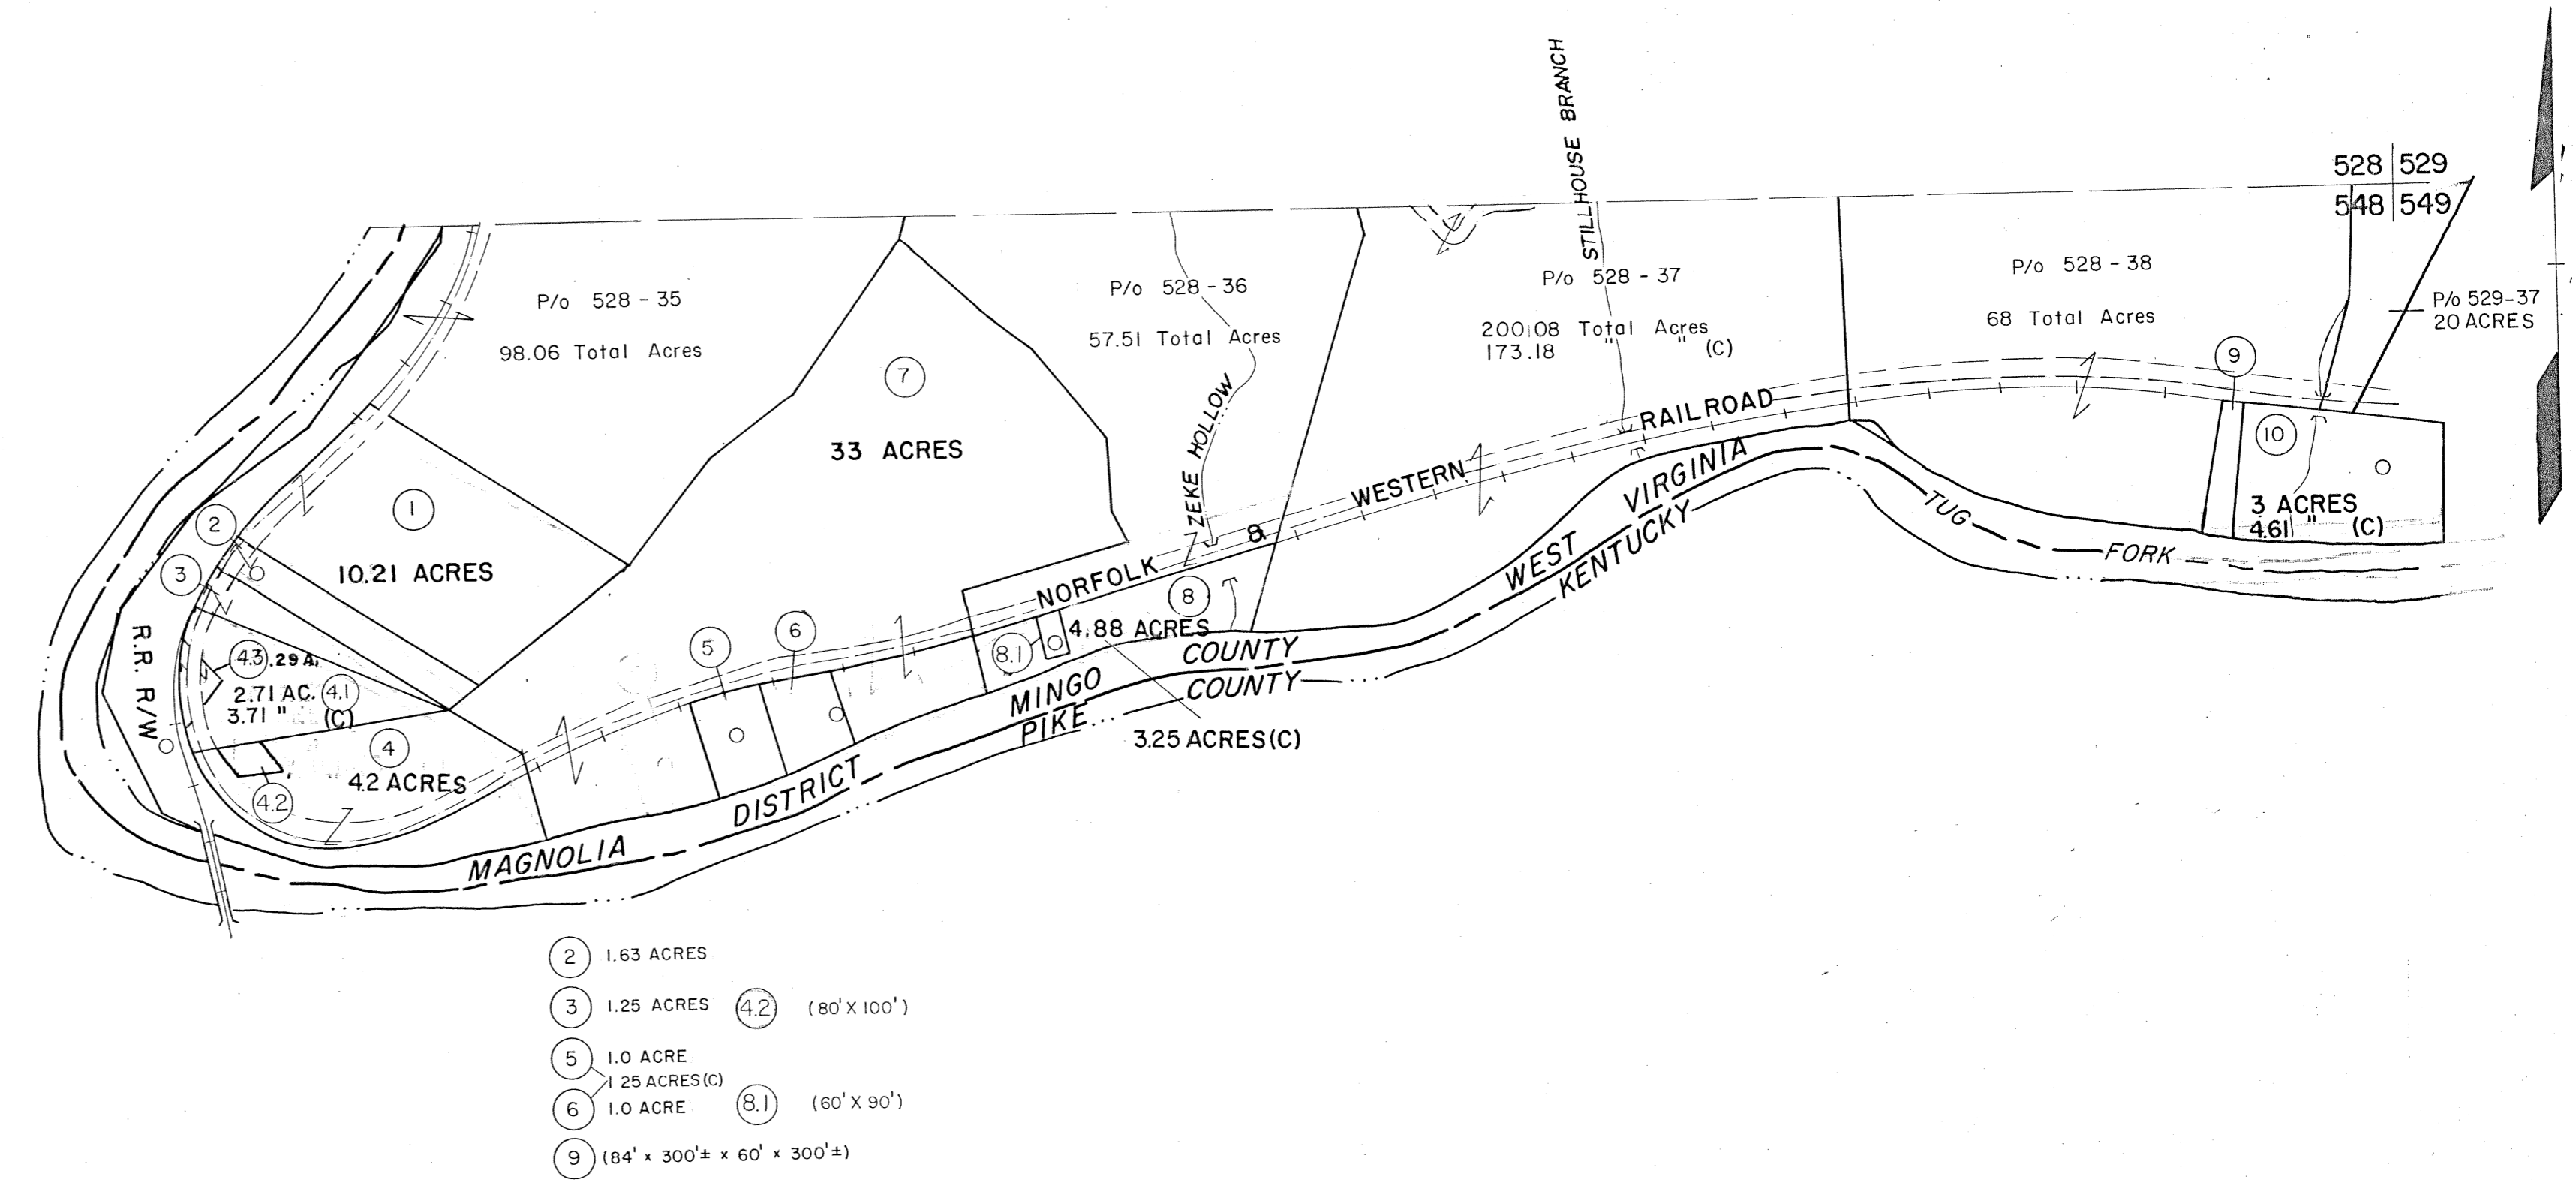 STILLHOUSE BRANCH
528 529
548 549
P/o 528 - 35
98.06 Total Acres
P/o 528 - 36
57.51 Total Acres
P/o 528 - 37
200.08 Total Acres
173.18 " " (C)
P/o 528 - 38
68 Total Acres
P/o 529-37
20 ACRES
7
33 ACRES
ZEKE HOLLOW
NORFOLK & WESTERN RAILROAD
9
10
3 ACRES
4.61 " (C)
1
10.21 ACRES
2
3
R.R. R/W
4.3 .29 A.
2.71 AC. 4.1
3.71 " (C)
4
42 ACRES
4.2
5
6
8
8.1
4.88 ACRES
3.25 ACRES (C)
WEST VIRGINIA
KENTUCKY
TUG FORK
MINGO COUNTY
PIKE COUNTY
MAGNOLIA DISTRICT
2 1.63 ACRES
3 1.25 ACRES 4.2 (80' X 100')
5 1.0 ACRE
1 25 ACRES (C)
6 1.0 ACRE 8.1 (60' X 90')
9 (84' x 300'± x 60' x 300'±)